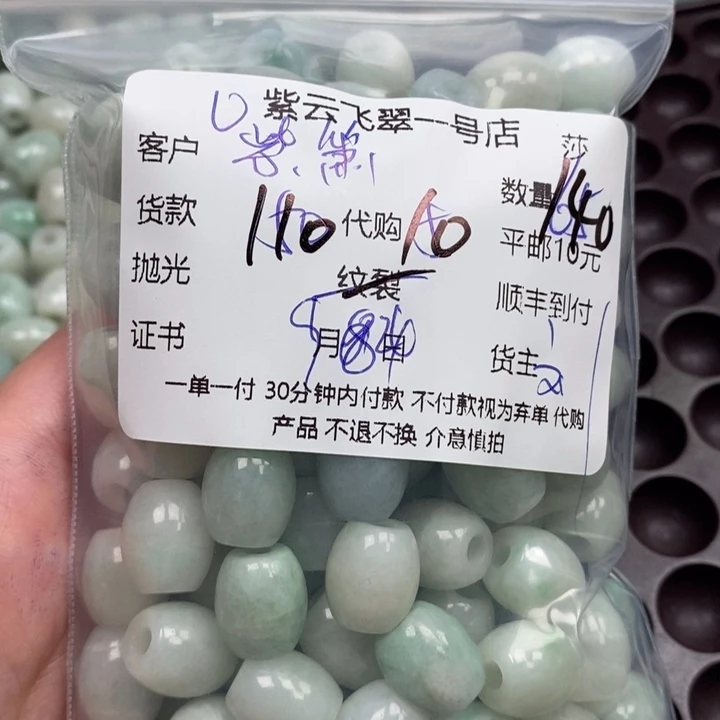 紫云飞翠一号店
莎
客户
数量 140
货款 110 代购 10
平邮10元
抛光 纹裂
顺丰到付
证书 月 日
货主 2
一单一付 30分钟内付款 不付款视为弃单 代购
产品 不退不换 介意慎拍